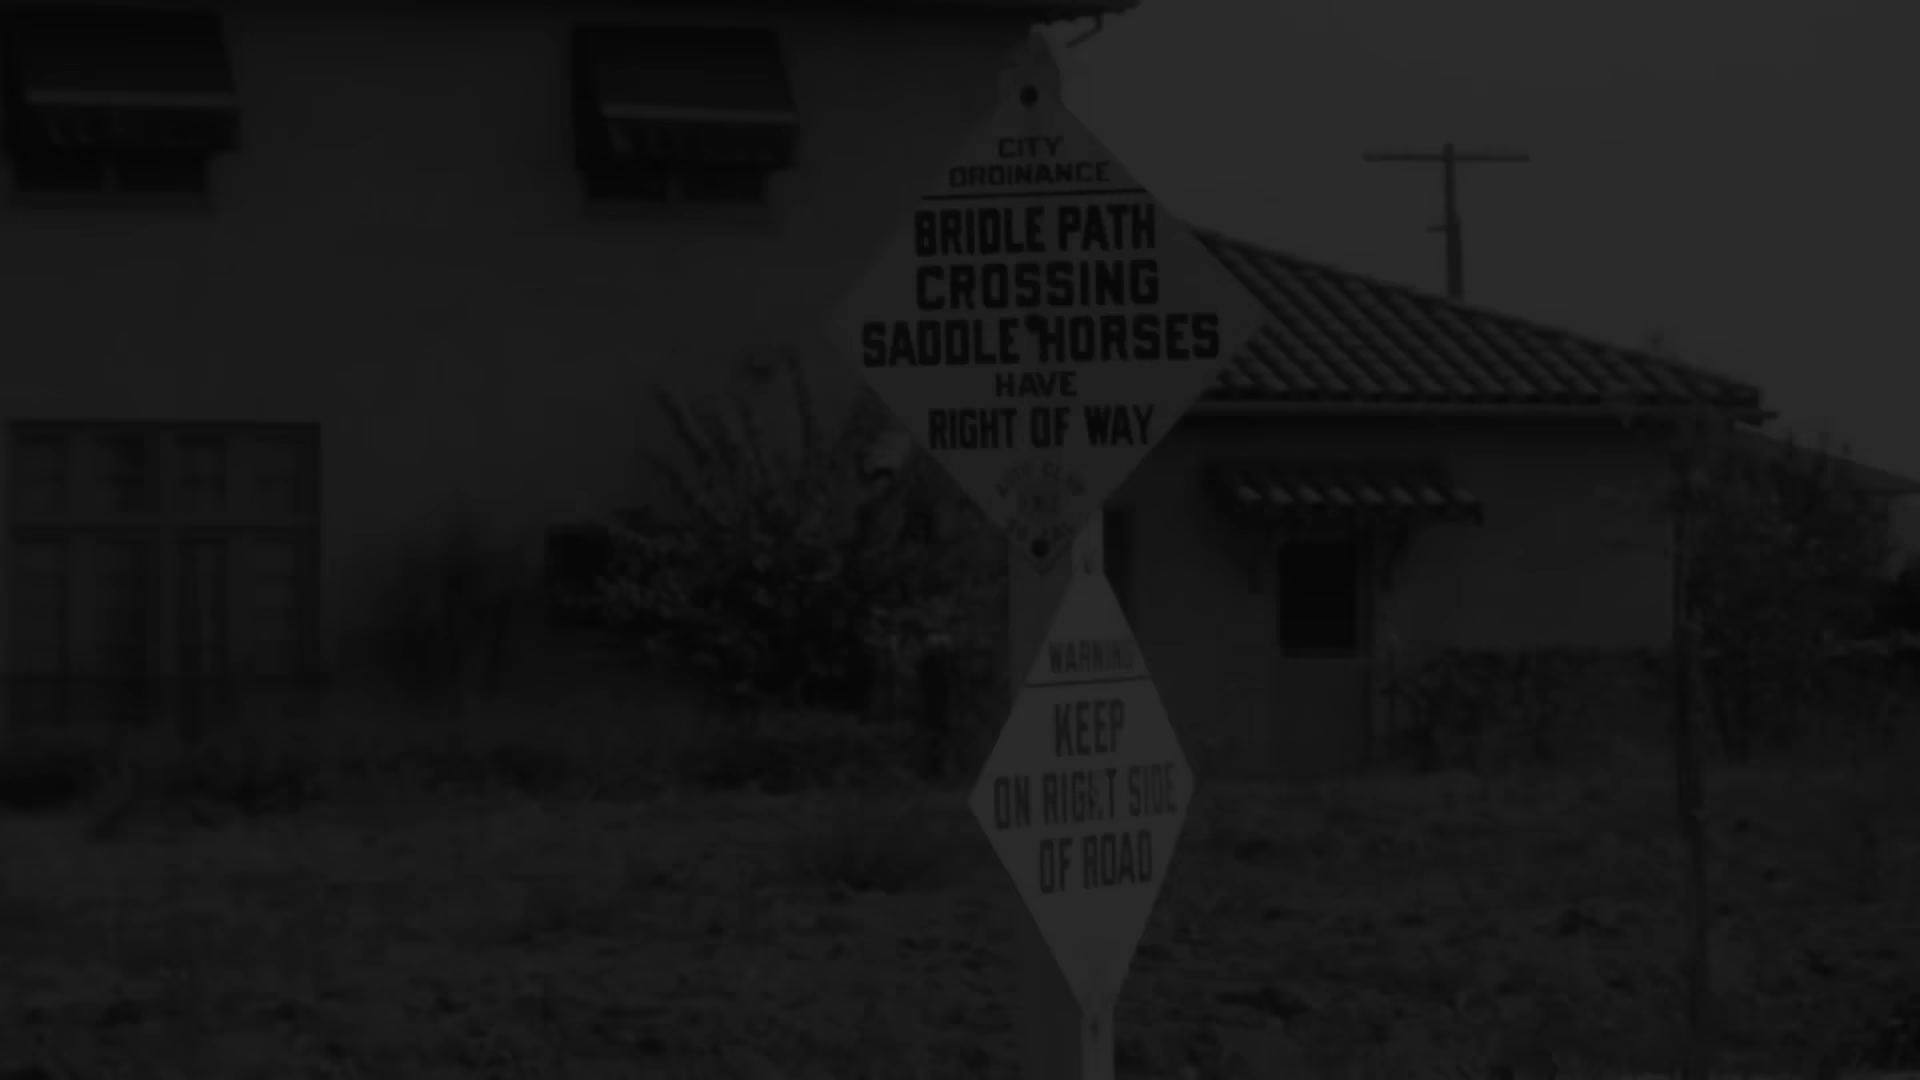 CITY
ORDINANCE
BRIDLE PATH
CROSSING
SADDLE HORSES
HAVE
RIGHT OF WAY
WARNING
KEEP
ON RIGHT SIDE
OF ROAD